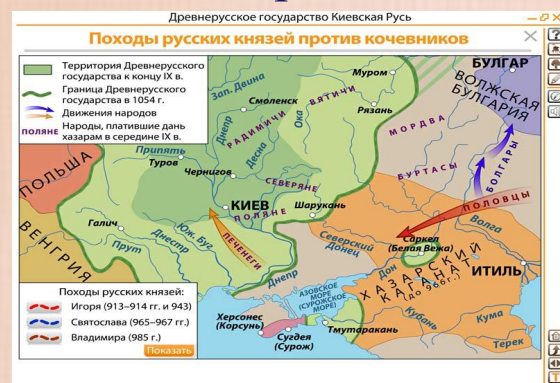 Древнерусское государство Киевская Русь
Походы русских князей против кочевников
Территория Древнерусского
государства к концу IX в.
Граница Древнерусского
государства в 1054 г.
Движения народов
ПОЛЯНЕ
Народы, платившие дань
хазарам в середине IX в.
БУЛГАР
ВОЛЖСКАЯ
БУЛГАРИЯ
Муром
Зап. Двина
Смоленск
ВЯТИЧИ
Рязань
Днепр
РАДИМИЧИ
Ока
МОРДВА
ПОЛЬША
Припять
Туров
Десна
Чернигов
БУРТАСЫ
БОЛГАРЫ
СЕВЕРЯНЕ
КИЕВ
ПОЛЯНЕ
Шарукань
ПОЛОВЦЫ
Галич
ВЕНГРИЯ
Прут
Днестр
Юж. Буг
ПЕЧЕНЕГИ
Северский
Донец
Саркел
(Белая Вежа)
Волга
Днепр
Дон
ХАЗАРСКИЙ
КАГАНАТ
(до 966г.)
ИТИЛЬ
Походы русских князей:
Игоря (913–914 гг. и 943)
Святослава (965–967 гг.)
Владимира (985 г.)
Показать
АЗОВСКОЕ
МОРЕ
(СУРОЖСКОЕ
МОРЕ)
Херсонес
(Корсунь)
Сугдея
(Сурож)
Тмутаракань
Кубань
Кума
Терек